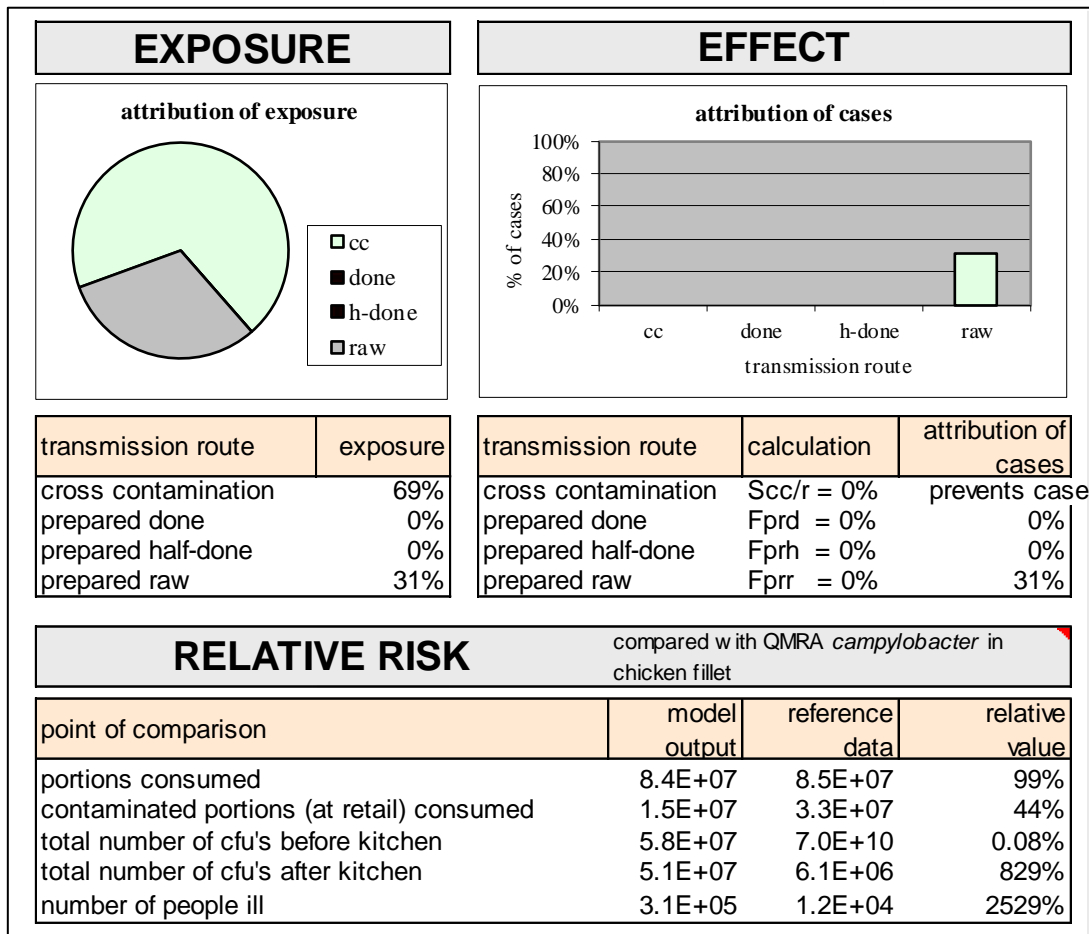 EXPOSURE
attribution of exposure
cc
done
h-done
raw
EFFECT
attribution of cases
% of cases
100%
80%
60%
40%
20%
0%
cc done h-done raw
transmission route
transmission route exposure
cross contamination 69%
prepared done 0%
prepared half-done 0%
prepared raw 31%
transmission route calculation attribution of cases
cross contamination Scc/r = 0% prevents case
prepared done Fprd = 0% 0%
prepared half-done Fprh = 0% 0%
prepared raw Fprr = 0% 31%
RELATIVE RISK
compared with QMRA campylobacter in
chicken fillet
point of comparison model output reference data relative value
portions consumed 8.4E+07 8.5E+07 99%
contaminated portions (at retail) consumed 1.5E+07 3.3E+07 44%
total number of cfu's before kitchen 5.8E+07 7.0E+10 0.08%
total number of cfu's after kitchen 5.1E+07 6.1E+06 829%
number of people ill 3.1E+05 1.2E+04 2529%